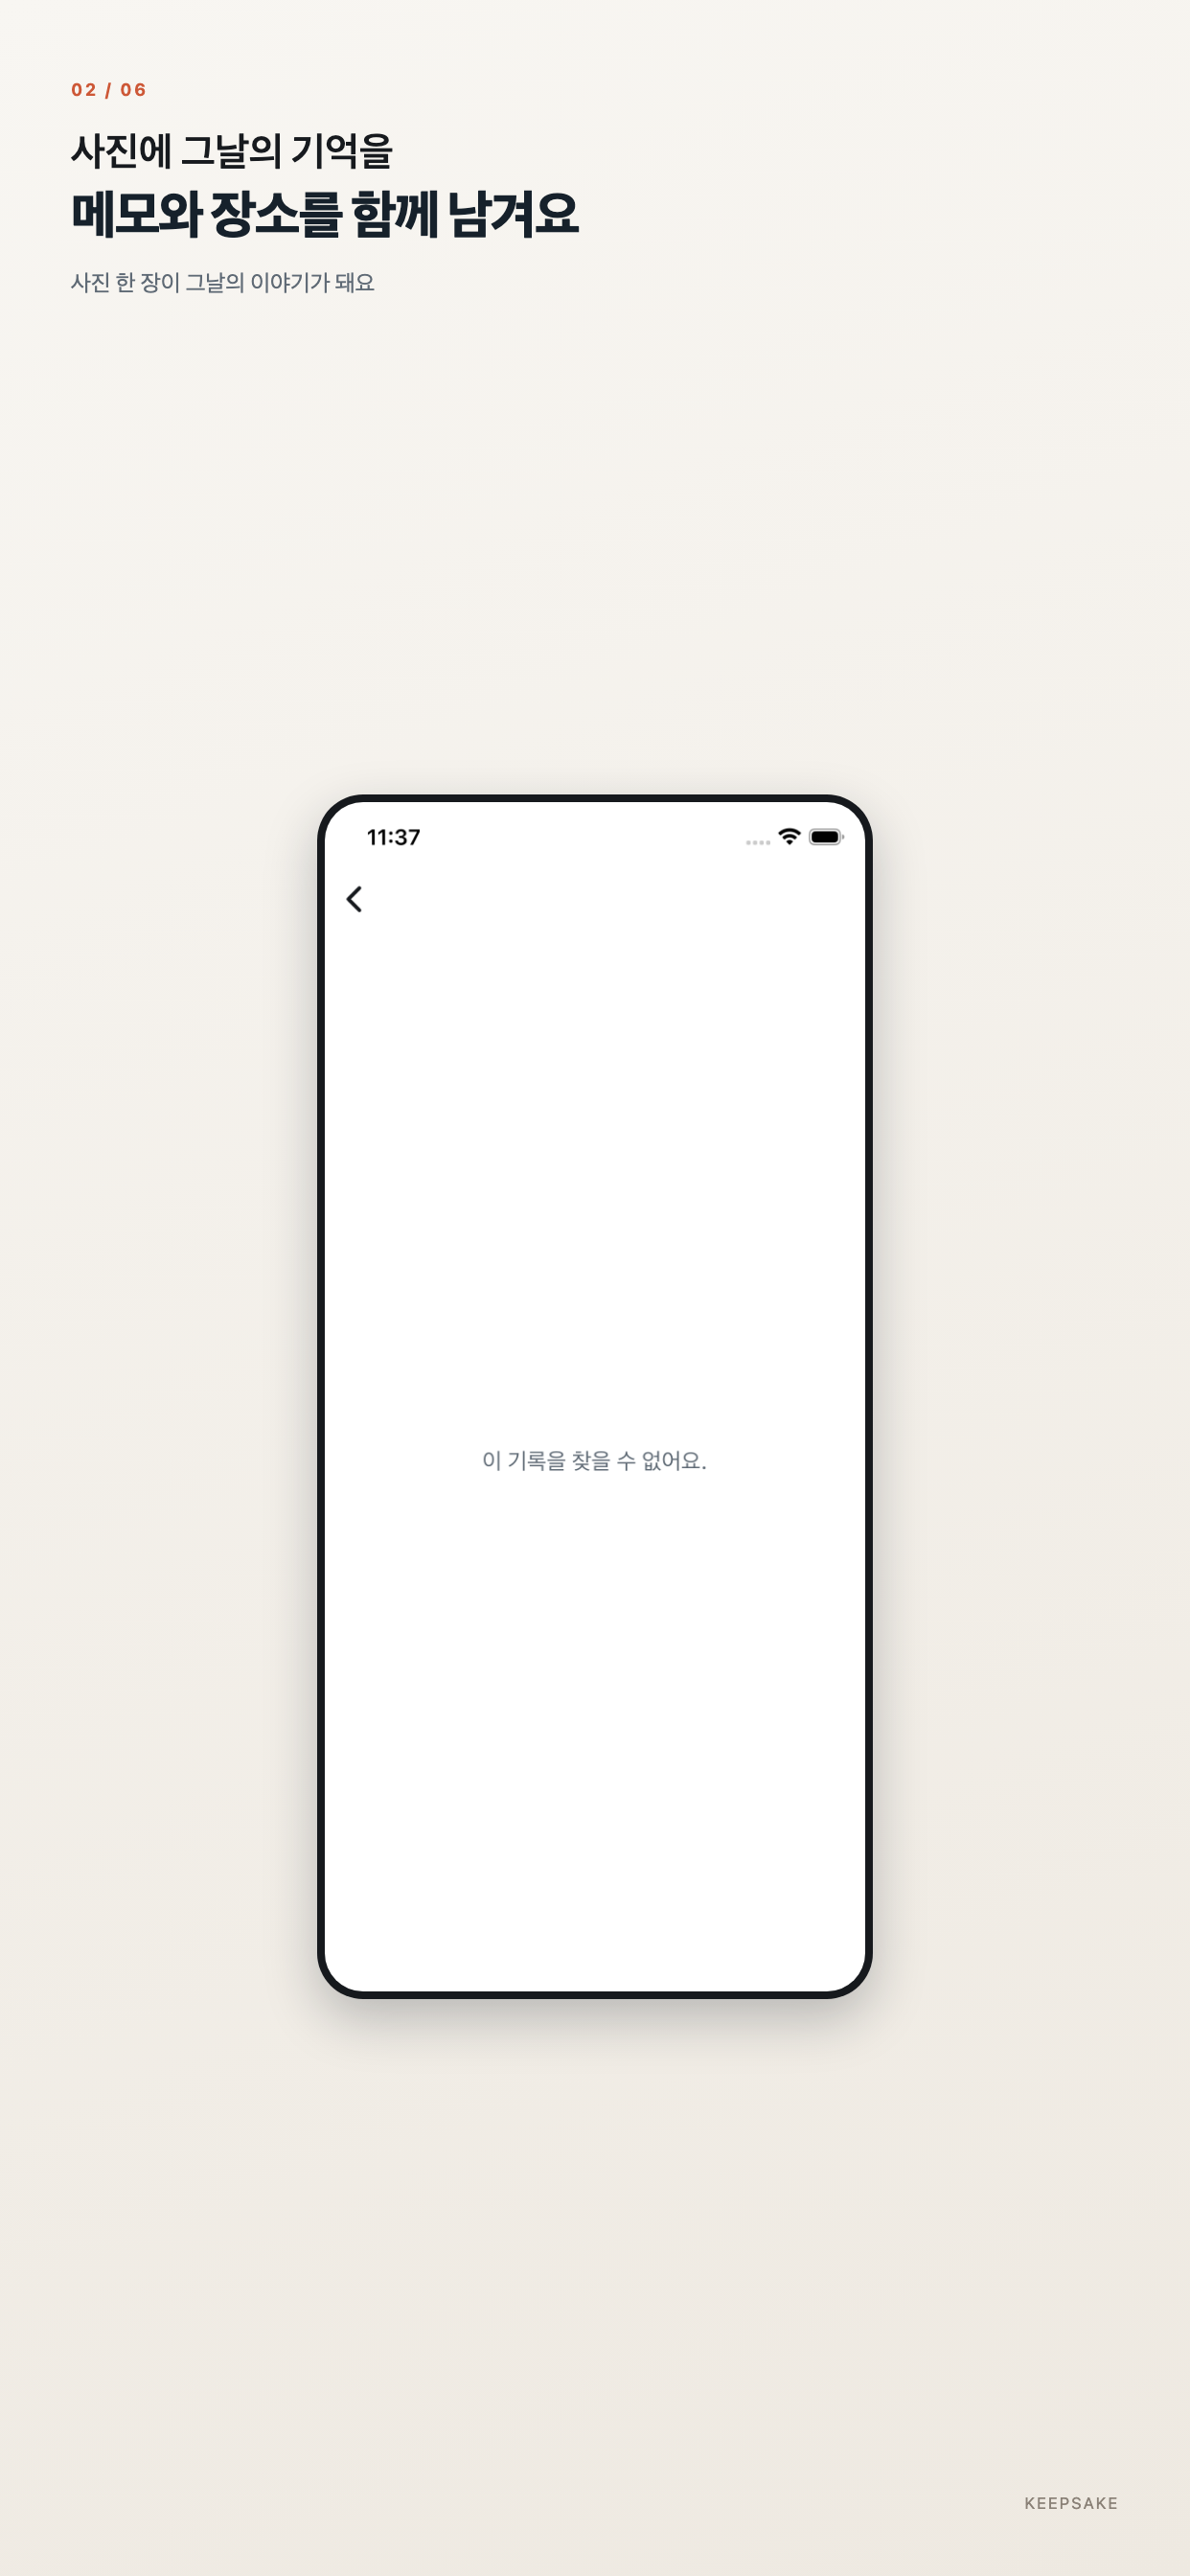 02 / 06
사진에 그날의 기억을
메모와 장소를 함께 남겨요
사진 한 장이 그날의 이야기가 돼요
11:37
이 기록을 찾을 수 없어요.
KEEPSAKE